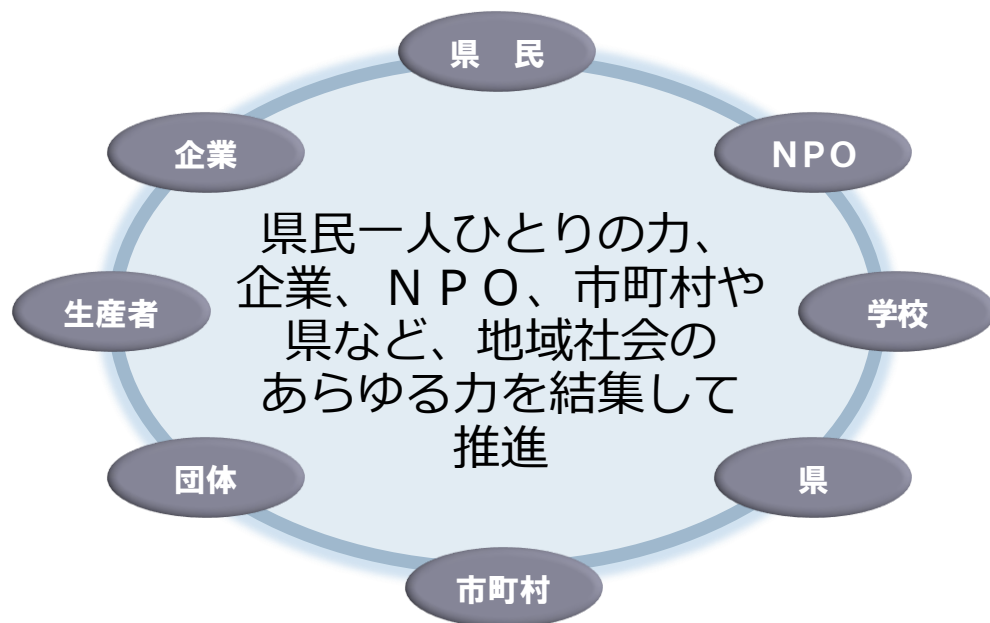 県　民
企業
ＮＰＯ
県民一人ひとりの力、
企業、ＮＰＯ、市町村や
県など、地域社会の
あらゆる力を結集して
推進
生産者
学校
団体
県
市町村